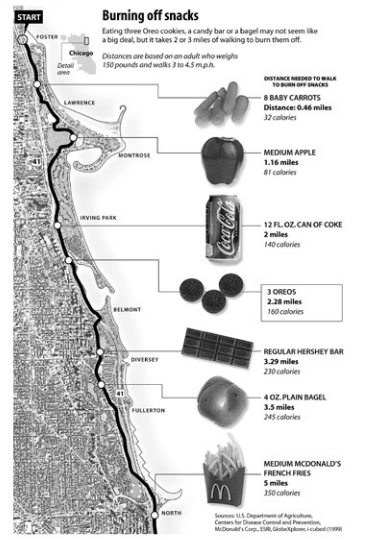 START
Burning off snacks
Eating three Oreo cookies, a candy bar or a bagel may not seem like
a big deal, but it takes 2 or 3 miles of walking to burn them off.
Distances are based on an adult who weighs
150 pounds and walks 3 to 4.5 m.p.h.
FOSTER
Chicago
Detail
area
DISTANCE NEEDED TO WALK
TO BURN OFF SNACKS
8 BABY CARROTS
Distance: 0.46 miles
32 calories
LAWRENCE
MEDIUM APPLE
1.16 miles
81 calories
MONTROSE
41
IRVING PARK
Coca-Cola
12 FL. OZ. CAN OF COKE
2 miles
140 calories
3 OREOS
2.28 miles
160 calories
BELMONT
REGULAR HERSHEY BAR
3.29 miles
230 calories
DIVERSEY
4 OZ. PLAIN BAGEL
3.5 miles
245 calories
41
FULLERTON
MEDIUM MCDONALD'S
FRENCH FRIES
5 miles
350 calories
NORTH
Sources: U.S. Department of Agriculture,
Centers for Disease Control and Prevention,
McDonald's Corp., ESRI, GlobeXplorer, i-cubed (1999)